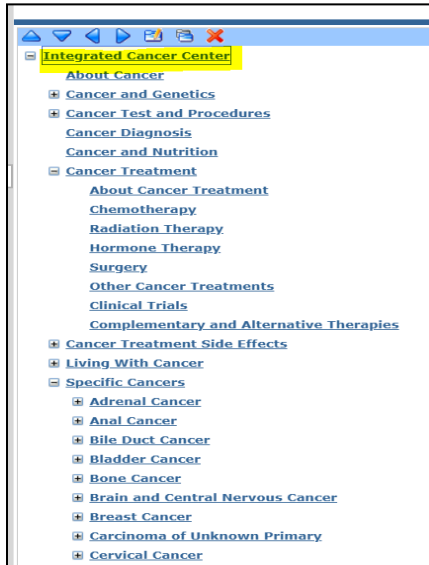 Integrated Cancer Center
About Cancer
Cancer and Genetics
Cancer Test and Procedures
Cancer Diagnosis
Cancer and Nutrition
Cancer Treatment
About Cancer Treatment
Chemotherapy
Radiation Therapy
Hormone Therapy
Surgery
Other Cancer Treatments
Clinical Trials
Complementary and Alternative Therapies
Cancer Treatment Side Effects
Living With Cancer
Specific Cancers
Adrenal Cancer
Anal Cancer
Bile Duct Cancer
Bladder Cancer
Bone Cancer
Brain and Central Nervous Cancer
Breast Cancer
Carcinoma of Unknown Primary
Cervical Cancer